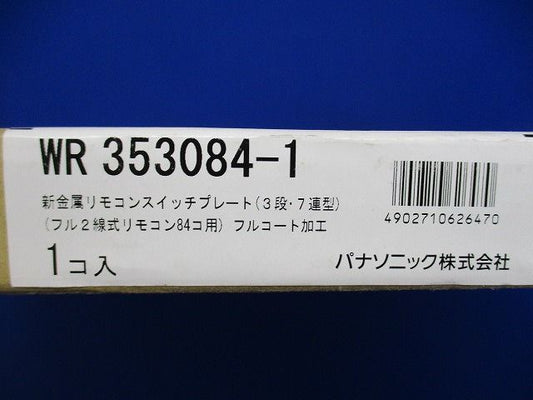 WR 353084-1
新金属リモコンスイッチプレート(3段・7連型)
(フル2線式リモコン84コ用) フルコート加工
1コ入
4902710626470
パナソニック株式会社